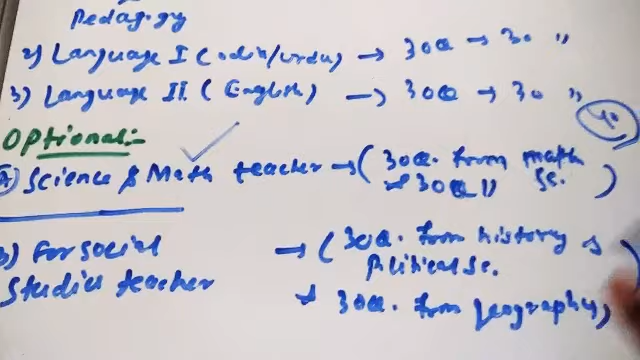 Pedagogy
2) Language I (odia/urdu) → 30Q → 30 "
3) Language II (English) → 30Q → 30 "
Optional:-
A) Science & Math teacher → (30Q. from math
+ 30Q " Sc. )
B) For social → (30Q. from history &
Political Sc. )
Studies teacher + 30Q. from geography)